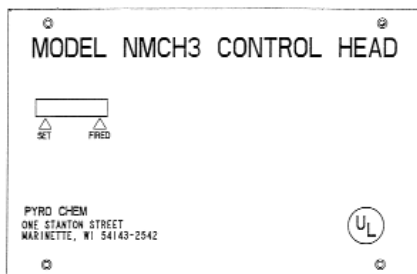 MODEL NMCH3 CONTROL HEAD
SET FIRED
PYRO CHEM
ONE STANTON STREET
MARINETTE, WI 54143-2542
UL